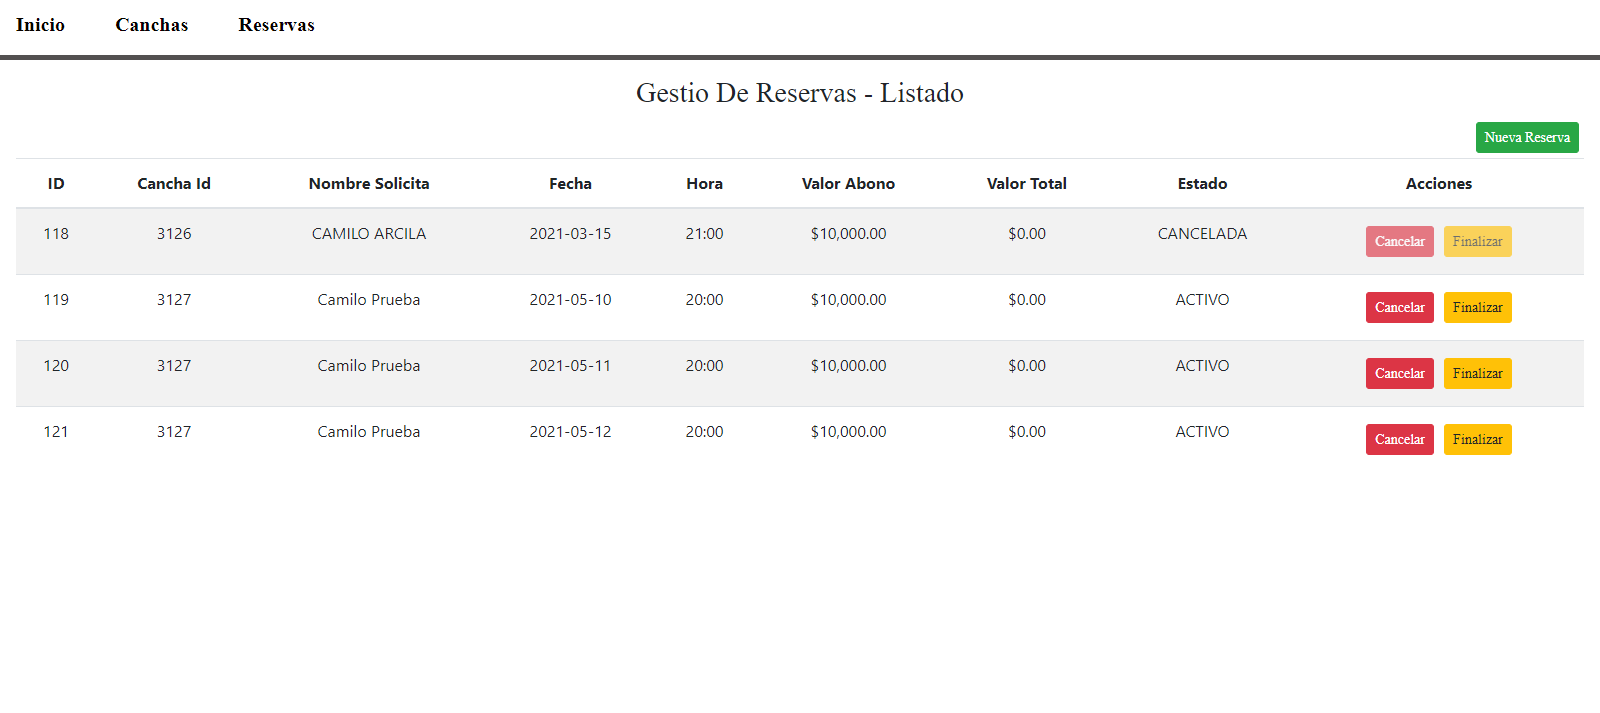 Inicio Canchas Reservas
Gestio De Reservas - Listado
Nueva Reserva
ID Cancha Id Nombre Solicita Fecha Hora Valor Abono Valor Total Estado Acciones
118 3126 CAMILO ARCILA 2021-03-15 21:00 $10,000.00 $0.00 CANCELADA Cancelar Finalizar
119 3127 Camilo Prueba 2021-05-10 20:00 $10,000.00 $0.00 ACTIVO Cancelar Finalizar
120 3127 Camilo Prueba 2021-05-11 20:00 $10,000.00 $0.00 ACTIVO Cancelar Finalizar
121 3127 Camilo Prueba 2021-05-12 20:00 $10,000.00 $0.00 ACTIVO Cancelar Finalizar